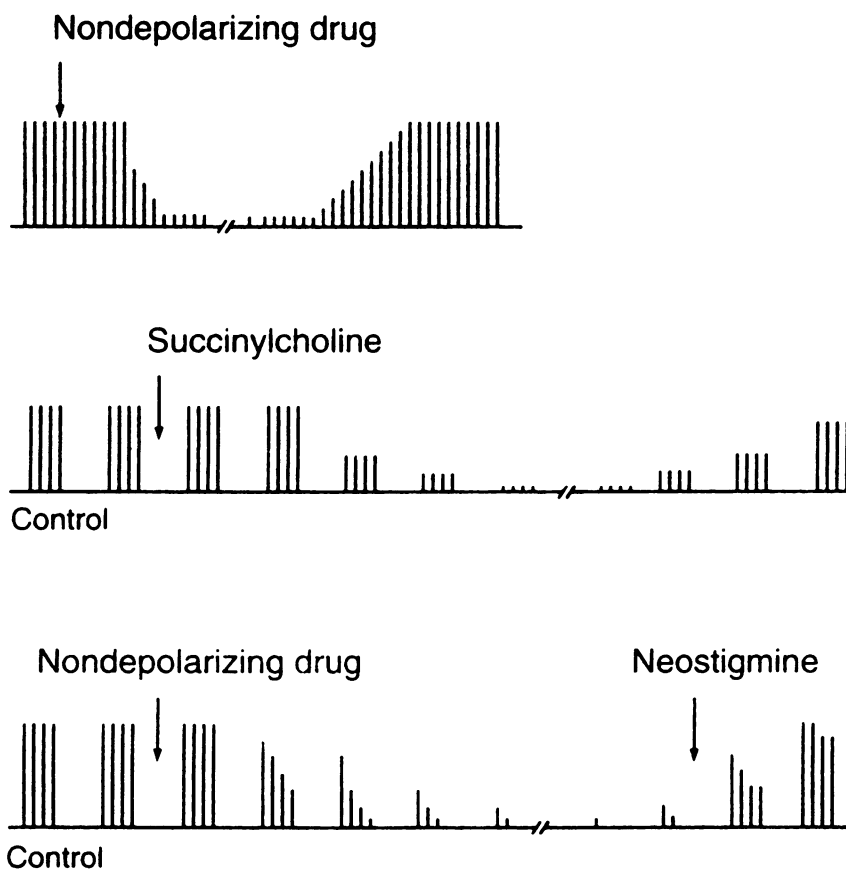 Nondepolarizing drug
Succinylcholine
Control
Nondepolarizing drug
Neostigmine
Control